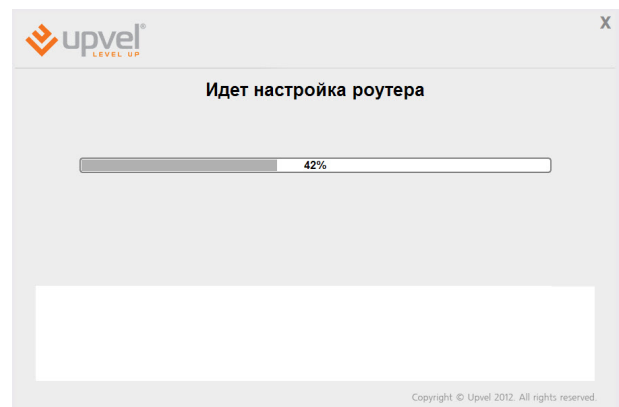 X
upvel®
LEVEL UP
Идет настройка роутера
42%
Copyright © Upvel 2012. All rights reserved.